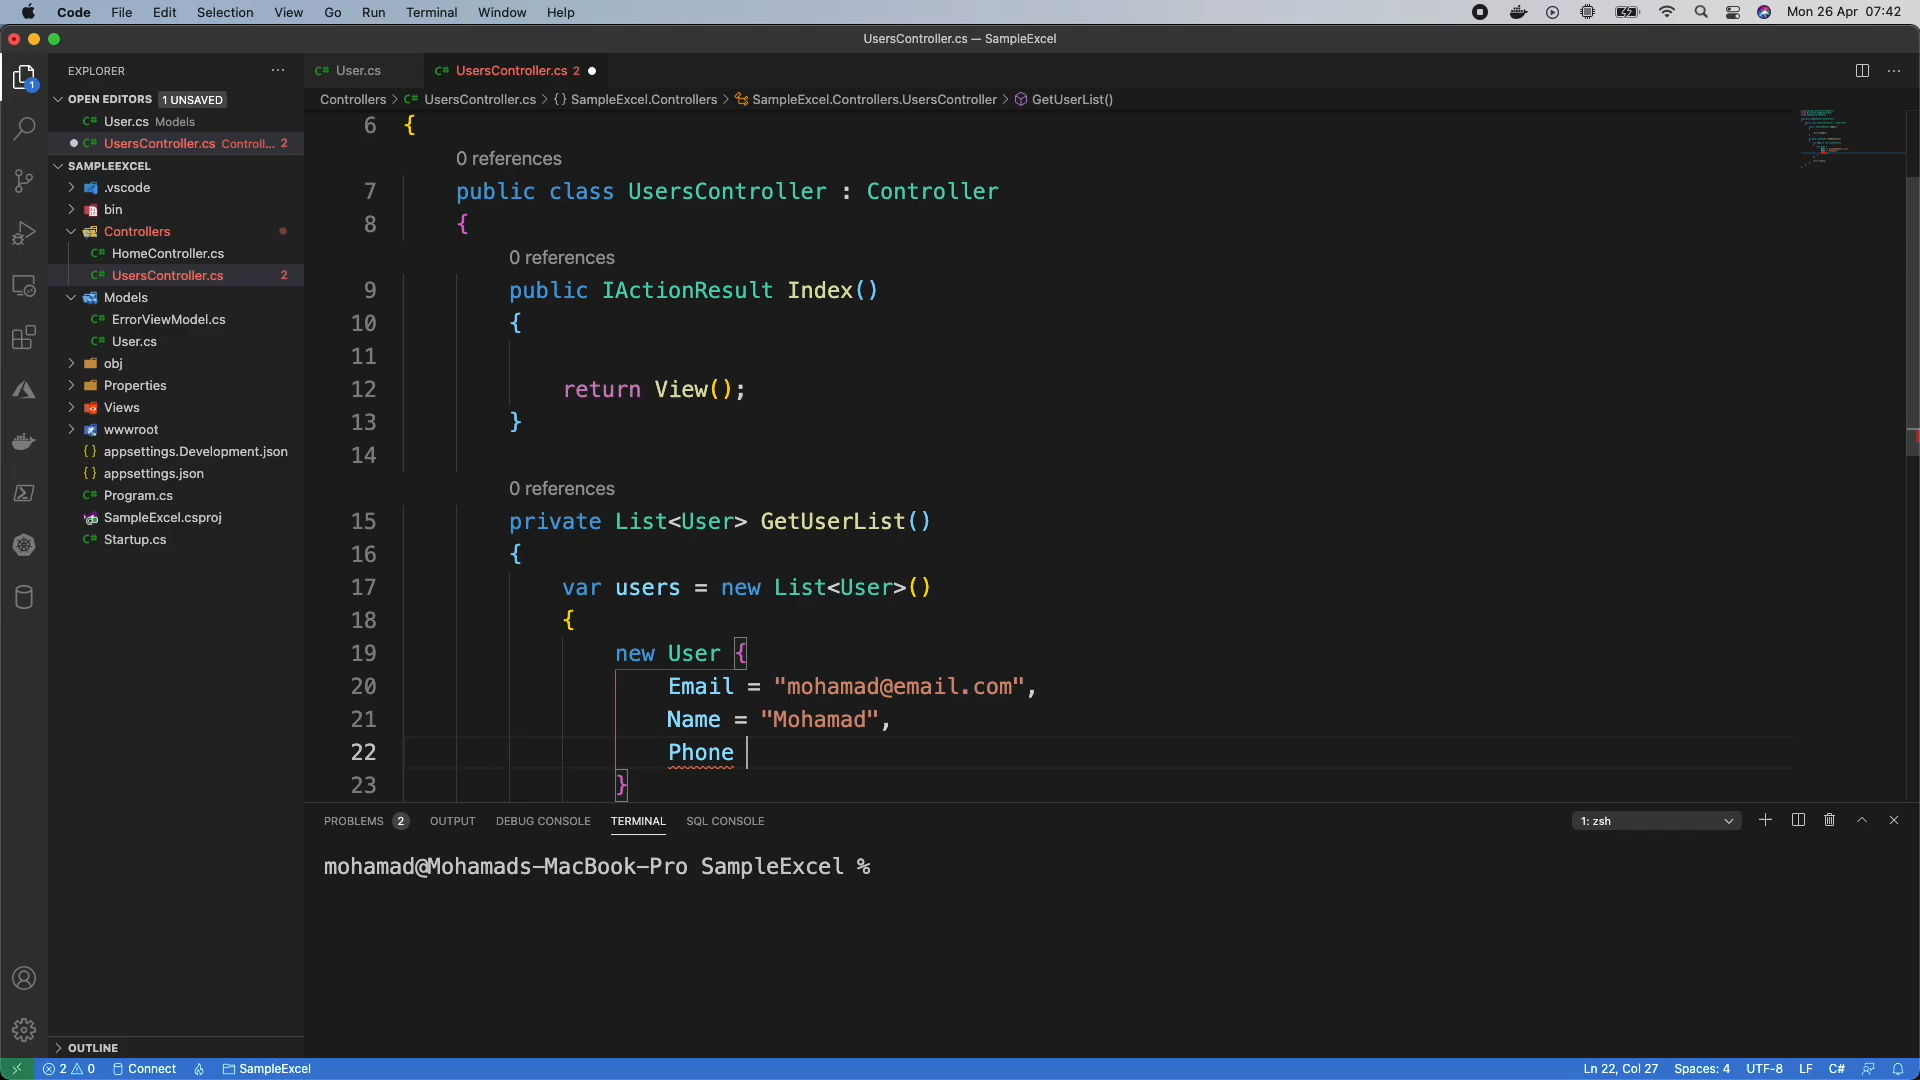 Code File Edit Selection View Go Run Terminal Window Help Mon 26 Apr 07:42
UsersController.cs — SampleExcel
EXPLORER
OPEN EDITORS 1 UNSAVED
User.cs Models
UsersController.cs Controll... 2
SAMPLEEXCEL
.vscode
bin
Controllers
HomeController.cs
UsersController.cs 2
Models
ErrorViewModel.cs
User.cs
obj
Properties
Views
wwwroot
appsettings.Development.json
appsettings.json
Program.cs
SampleExcel.csproj
Startup.cs
OUTLINE
User.cs UsersController.cs 2
Controllers > UsersController.cs > {} SampleExcel.Controllers > SampleExcel.Controllers.UsersController > GetUserList()
6 {
0 references
7 public class UsersController : Controller
8 {
0 references
9 public IActionResult Index()
10 {
11
12 return View();
13 }
14
0 references
15 private List<User> GetUserList()
16 {
17 var users = new List<User>()
18 {
19 new User {
20 Email = "mohamad@email.com",
21 Name = "Mohamad",
22 Phone
23 }
PROBLEMS 2 OUTPUT DEBUG CONSOLE TERMINAL SQL CONSOLE 1: zsh
mohamad@Mohamads-MacBook-Pro SampleExcel %
2 0 Connect SampleExcel Ln 22, Col 27 Spaces: 4 UTF-8 LF C#